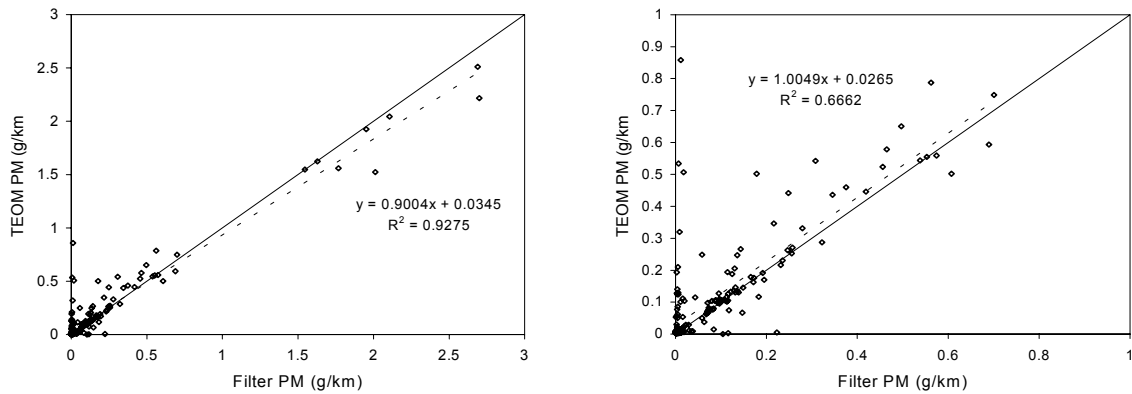 3
2.5
2
1.5
1
0.5
0
0 0.5 1 1.5 2 2.5 3
TEOM PM (g/km)
Filter PM (g/km)
y = 0.9004x + 0.0345
R² = 0.9275
1
0.9
0.8
0.7
0.6
0.5
0.4
0.3
0.2
0.1
0
0 0.2 0.4 0.6 0.8 1
TEOM PM (g/km)
Filter PM (g/km)
y = 1.0049x + 0.0265
R² = 0.6662